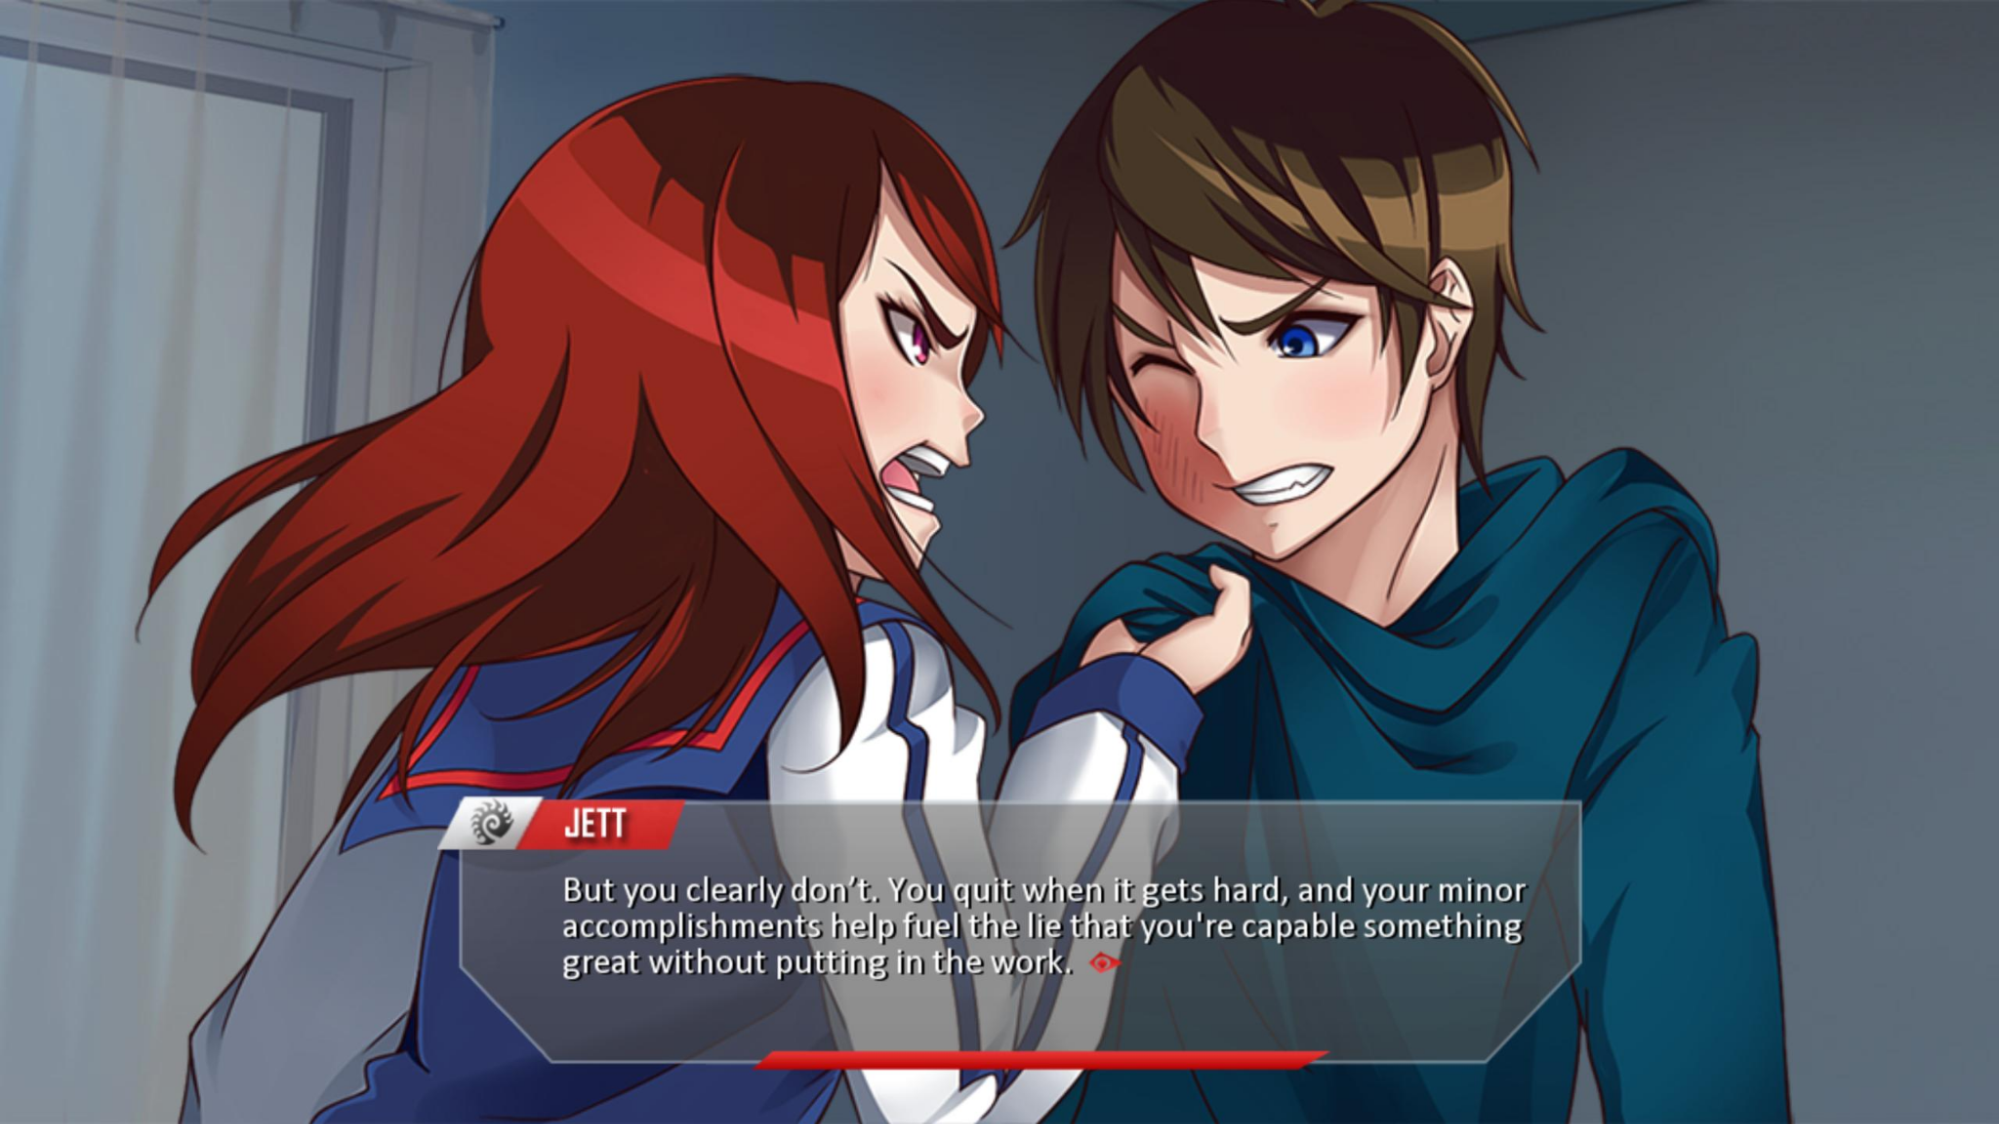 JETT
But you clearly don’t. You quit when it gets hard, and your minor
accomplishments help fuel the lie that you're capable something
great without putting in the work.